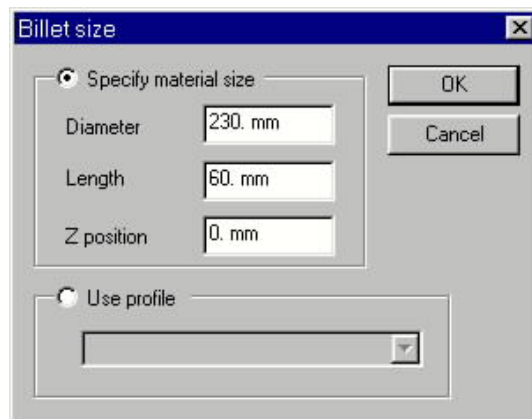 Billet size
Specify material size
OK
Diameter 230. mm
Cancel
Length 60. mm
Z position 0. mm
Use profile